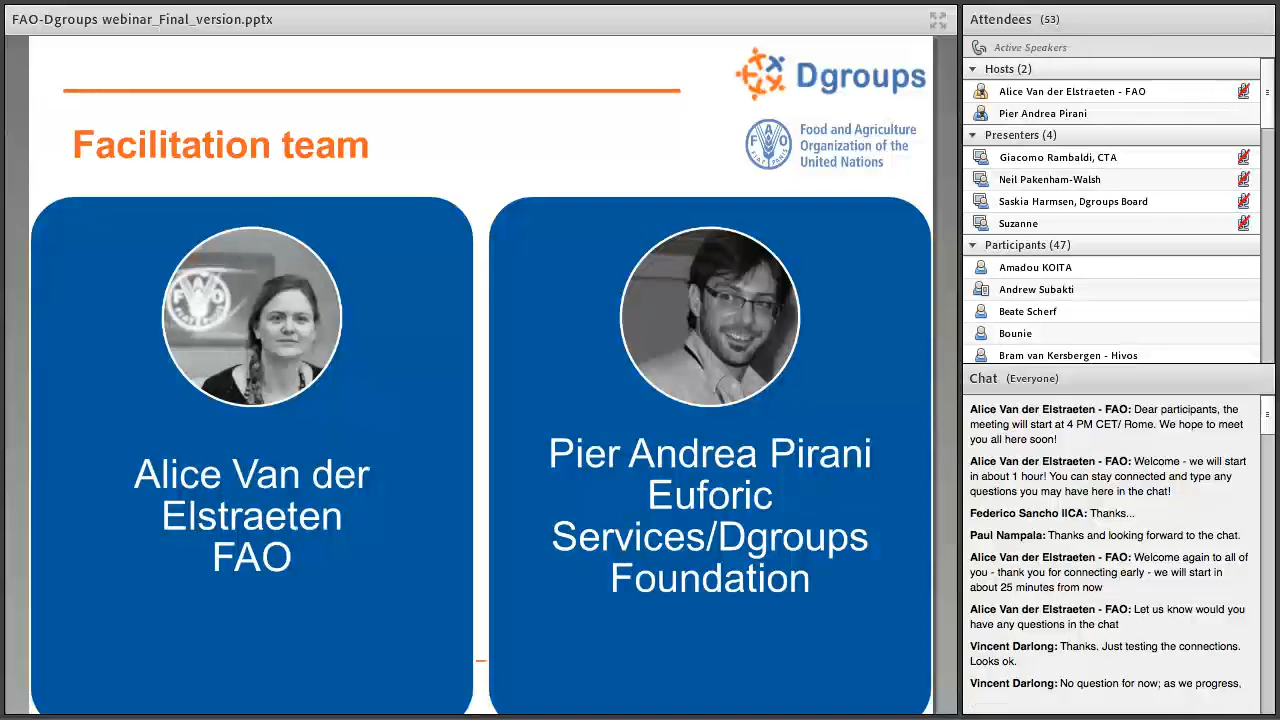 FAO-Dgroups webinar_Final_version.pptx
Dgroups
Food and Agriculture
Organization of the
United Nations
Facilitation team
Alice Van der
Elstraeten
FAO
Pier Andrea Pirani
Euforic
Services/Dgroups
Foundation
Attendees (53)
Active Speakers
Hosts (2)
Alice Van der Elstraeten - FAO
Pier Andrea Pirani
Presenters (4)
Giacomo Rambaldi, CTA
Neil Pakenham-Walsh
Saskia Harmsen, Dgroups Board
Suzanne
Participants (47)
Amadou KOITA
Andrew Subakti
Beate Scherf
Bounie
Bram van Kersbergen - Hivos
Chat (Everyone)
Alice Van der Elstraeten - FAO: Dear participants, the
meeting will start at 4 PM CET/ Rome. We hope to meet
you all here soon!
Alice Van der Elstraeten - FAO: Welcome - we will start
in about 1 hour! You can stay connected and type any
questions you may have here in the chat!
Federico Sancho IICA: Thanks...
Paul Nampala: Thanks and looking forward to the chat.
Alice Van der Elstraeten - FAO: Welcome again to all of
you - thank you for connecting early - we will start in
about 25 minutes from now
Alice Van der Elstraeten - FAO: Let us know would you
have any questions in the chat
Vincent Darlong: Thanks. Just testing the connections.
Looks ok.
Vincent Darlong: No question for now; as we progress.